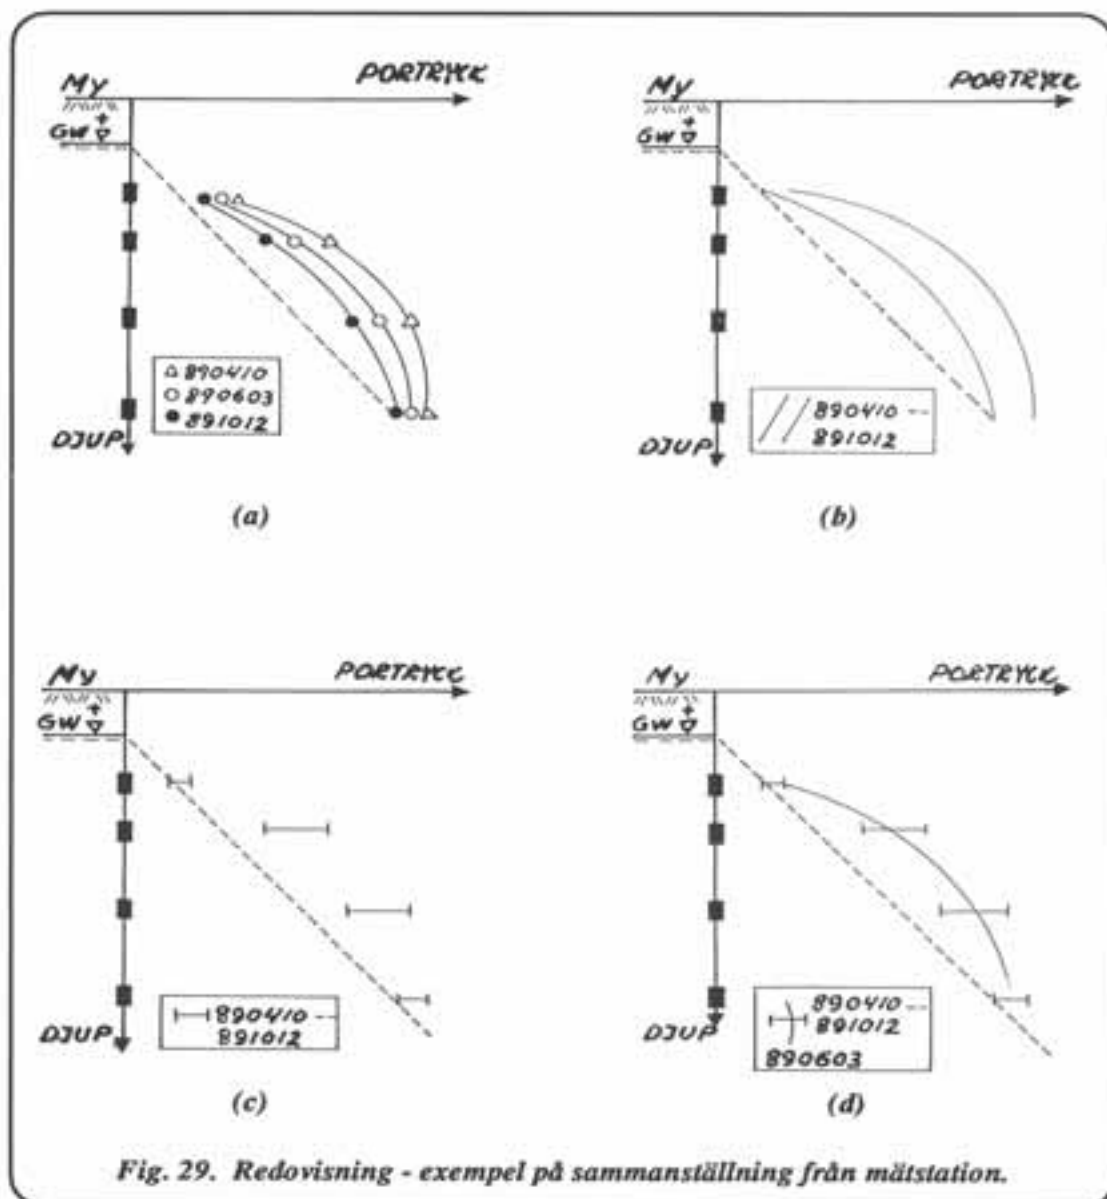 My PORTRYCK
GW
△ 890410
○ 890603
● 891012
DJUP
(a)
My PORTRYCK
GW
890410 --
891012
DJUP
(b)
My PORTRYCK
GW
890410 --
891012
DJUP
(c)
My PORTRYCK
GW
890410 --
891012
890603
DJUP
(d)
Fig. 29. Redovisning - exempel på sammanställning från mätstation.